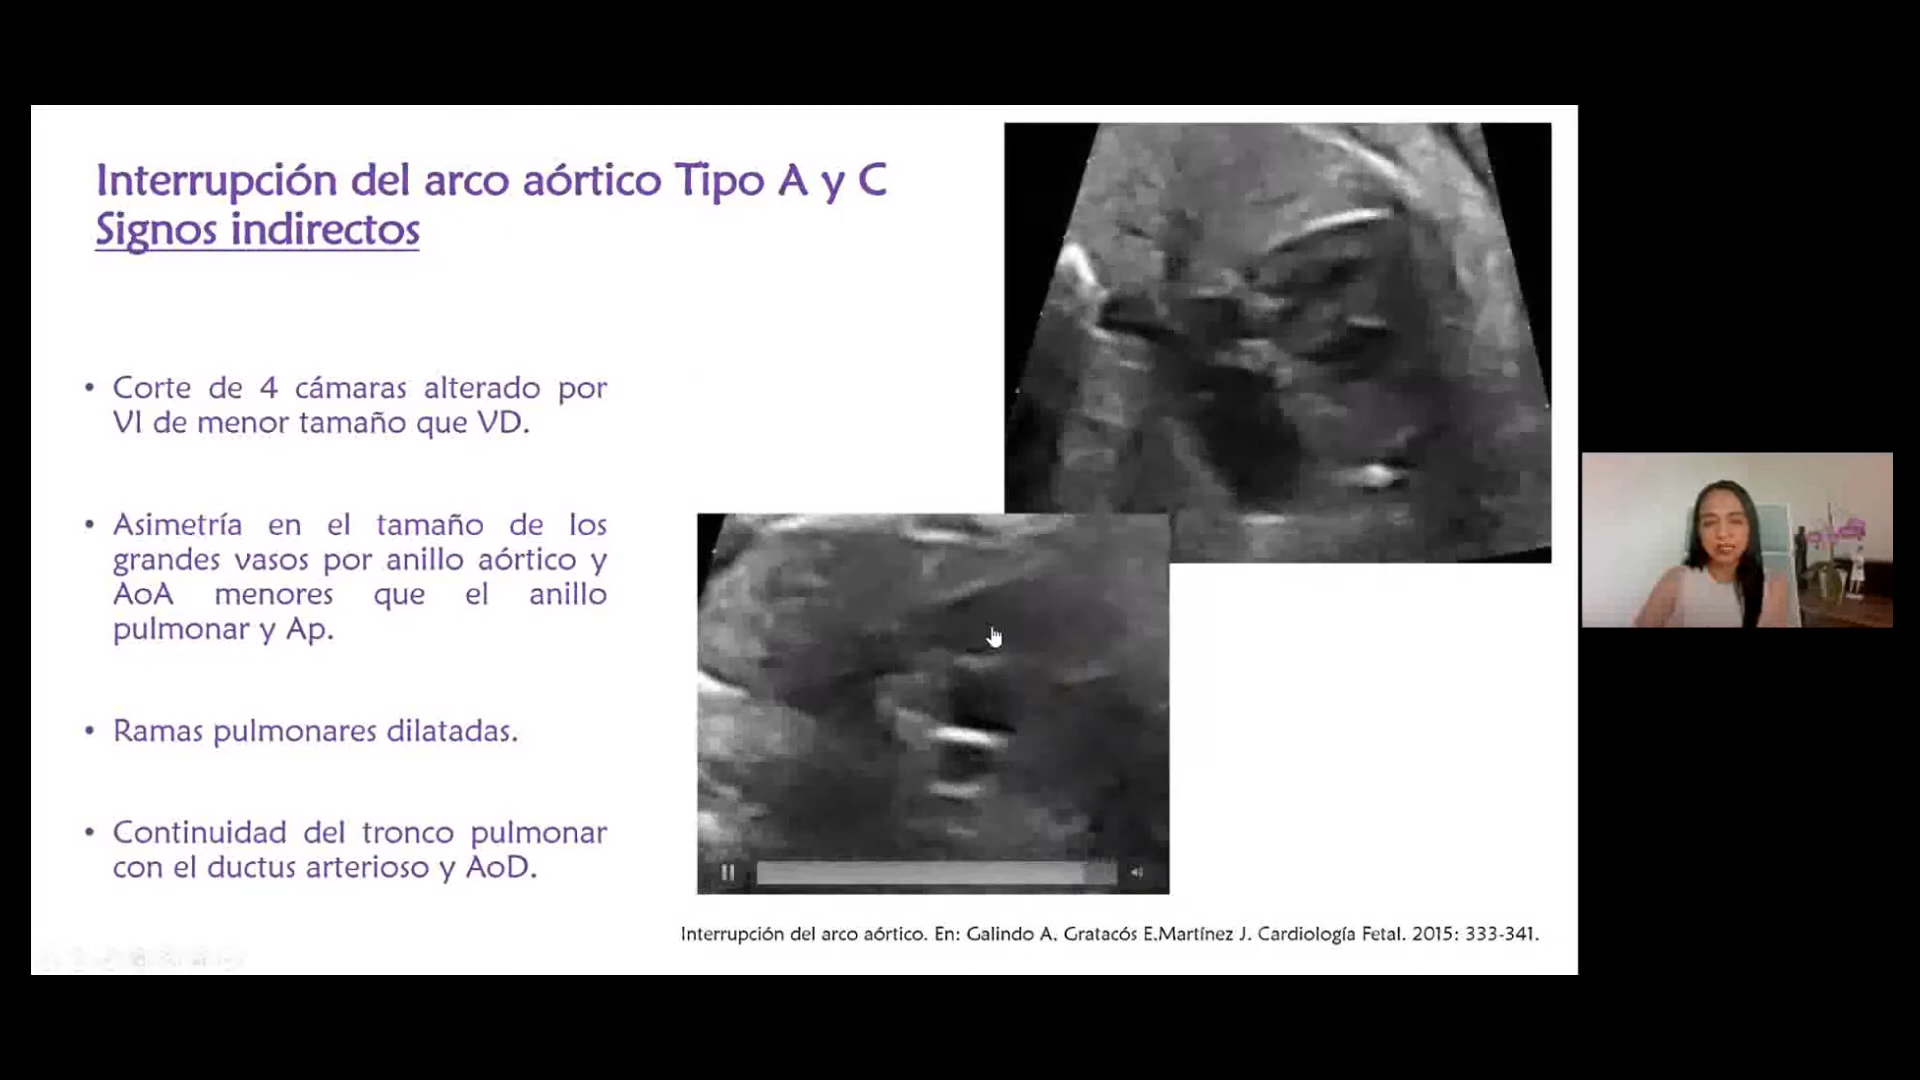 Interrupción del arco aórtico Tipo A y C
Signos indirectos
• Corte de 4 cámaras alterado por
VI de menor tamaño que VD.
• Asimetría en el tamaño de los
grandes vasos por anillo aórtico y
AoA menores que el anillo
pulmonar y Ap.
• Ramas pulmonares dilatadas.
• Continuidad del tronco pulmonar
con el ductus arterioso y AoD.
Interrupción del arco aórtico. En: Galindo A. Gratacós E.Martínez J. Cardiología Fetal. 2015: 333-341.